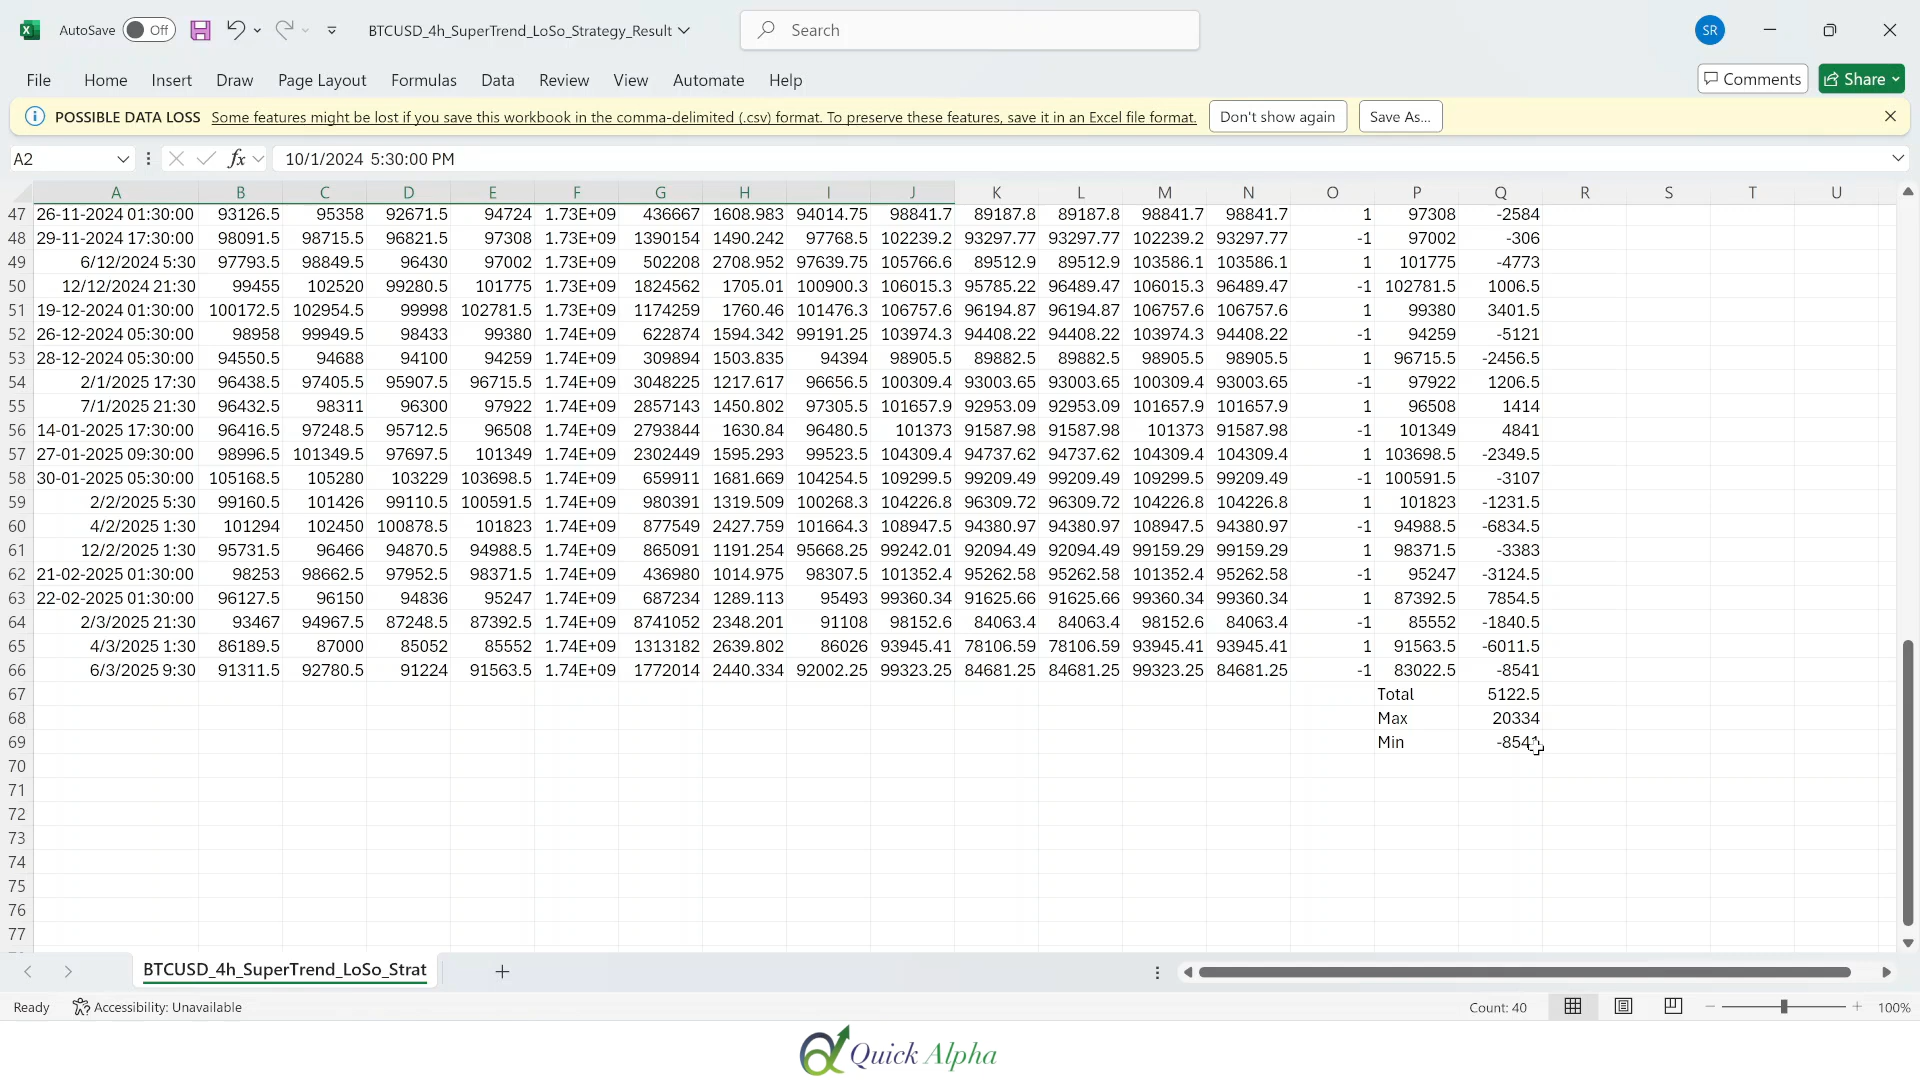 AutoSave Off BTCUSD_4h_SuperTrend_LoSo_Strategy_Result Search SR
File Home Insert Draw Page Layout Formulas Data Review View Automate Help Comments Share
POSSIBLE DATA LOSS Some features might be lost if you save this workbook in the comma-delimited (.csv) format. To preserve these features, save it in an Excel file format. Don't show again Save As...
A2 fx 10/1/2024 5:30:00 PM
A B C D E F G H I J K L M N O P Q R S T U
47 26-11-2024 01:30:00 93126.5 95358 92671.5 94724 1.73E+09 436667 1608.983 94014.75 98841.7 89187.8 89187.8 98841.7 98841.7 1 97308 -2584
48 29-11-2024 17:30:00 98091.5 98715.5 96821.5 97308 1.73E+09 1390154 1490.242 97768.5 102239.2 93297.77 93297.77 102239.2 93297.77 -1 97002 -306
49 6/12/2024 5:30 97793.5 98849.5 96430 97002 1.73E+09 502208 2708.952 97639.75 105766.6 89512.9 89512.9 103586.1 103586.1 1 101775 -4773
50 12/12/2024 21:30 99455 102520 99280.5 101775 1.73E+09 1824562 1705.01 100900.3 106015.3 95785.22 96489.47 106015.3 96489.47 -1 102781.5 1006.5
51 19-12-2024 01:30:00 100172.5 102954.5 99998 102781.5 1.73E+09 1174259 1760.46 101476.3 106757.6 96194.87 96194.87 106757.6 106757.6 1 99380 3401.5
52 26-12-2024 05:30:00 98958 99949.5 98433 99380 1.74E+09 622874 1594.342 99191.25 103974.3 94408.22 94408.22 103974.3 94408.22 -1 94259 -5121
53 28-12-2024 05:30:00 94550.5 94688 94100 94259 1.74E+09 309894 1503.835 94394 98905.5 89882.5 89882.5 98905.5 98905.5 1 96715.5 -2456.5
54 2/1/2025 17:30 96438.5 97405.5 95907.5 96715.5 1.74E+09 3048225 1217.617 96656.5 100309.4 93003.65 93003.65 100309.4 93003.65 -1 97922 1206.5
55 7/1/2025 21:30 96432.5 98311 96300 97922 1.74E+09 2857143 1450.802 97305.5 101657.9 92953.09 92953.09 101657.9 101657.9 1 96508 1414
56 14-01-2025 17:30:00 96416.5 97248.5 95712.5 96508 1.74E+09 2793844 1630.84 96480.5 101373 91587.98 91587.98 101373 91587.98 -1 101349 4841
57 27-01-2025 09:30:00 98996.5 101349.5 97697.5 101349 1.74E+09 2302449 1595.293 99523.5 104309.4 94737.62 94737.62 104309.4 104309.4 1 103698.5 -2349.5
58 30-01-2025 05:30:00 105168.5 105280 103229 103698.5 1.74E+09 659911 1681.669 104254.5 109299.5 99209.49 99209.49 109299.5 99209.49 -1 100591.5 -3107
59 2/2/2025 5:30 99160.5 101426 99110.5 100591.5 1.74E+09 980391 1319.509 100268.3 104226.8 96309.72 96309.72 104226.8 104226.8 1 101823 -1231.5
60 4/2/2025 1:30 101294 102450 100878.5 101823 1.74E+09 877549 2427.759 101664.3 108947.5 94380.97 94380.97 108947.5 94380.97 -1 94988.5 -6834.5
61 12/2/2025 1:30 95731.5 96466 94870.5 94988.5 1.74E+09 865091 1191.254 95668.25 99242.01 92094.49 92094.49 99159.29 99159.29 1 98371.5 -3383
62 21-02-2025 01:30:00 98253 98662.5 97952.5 98371.5 1.74E+09 436980 1014.975 98307.5 101352.4 95262.58 95262.58 101352.4 95262.58 -1 95247 -3124.5
63 22-02-2025 01:30:00 96127.5 96150 94836 95247 1.74E+09 687234 1289.113 95493 99360.34 91625.66 91625.66 99360.34 99360.34 1 87392.5 7854.5
64 2/3/2025 21:30 93467 94967.5 87248.5 87392.5 1.74E+09 8741052 2348.201 91108 98152.6 84063.4 84063.4 98152.6 84063.4 -1 85552 -1840.5
65 4/3/2025 1:30 86189.5 87000 85052 85552 1.74E+09 1313182 2639.802 86026 93945.41 78106.59 78106.59 93945.41 93945.41 1 91563.5 -6011.5
66 6/3/2025 9:30 91311.5 92780.5 91224 91563.5 1.74E+09 1772014 2440.334 92002.25 99323.25 84681.25 84681.25 99323.25 84681.25 -1 83022.5 -8541
67 Total 5122.5
68 Max 20334
69 Min -8541
70
71
72
73
74
75
76
77
BTCUSD_4h_SuperTrend_LoSo_Strat
Ready Accessibility: Unavailable Count: 40 100%
Quick Alpha